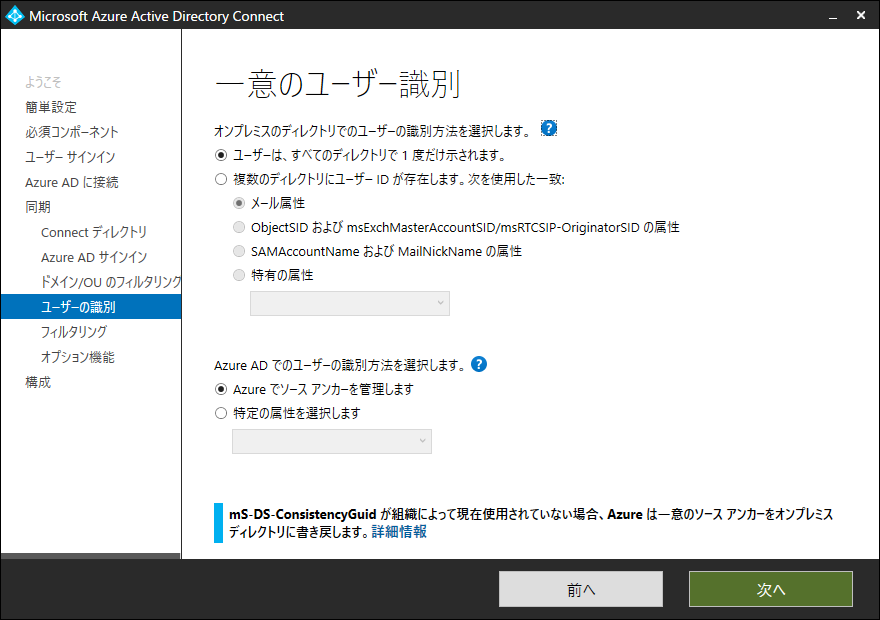 Microsoft Azure Active Directory Connect
ようこそ
簡単設定
必須コンポーネント
ユーザー サインイン
Azure AD に接続
同期
Connect ディレクトリ
Azure AD サインイン
ドメイン/OU のフィルタリング
ユーザーの識別
フィルタリング
オプション機能
構成
一意のユーザー識別
オンプレミスのディレクトリでのユーザーの識別方法を選択します。 ?
ユーザーは、すべてのディレクトリで 1 度だけ示されます。
複数のディレクトリにユーザー ID が存在します。次を使用した一致:
メール属性
ObjectSID および msExchMasterAccountSID/msRTCSIP-OriginatorSID の属性
SAMAccountName および MailNickName の属性
特有の属性
Azure AD でのユーザーの識別方法を選択します。 ?
Azure でソース アンカーを管理します
特定の属性を選択します
mS-DS-ConsistencyGuid が組織によって現在使用されていない場合、Azure は一意のソース アンカーをオンプレミス
ディレクトリに書き戻します。詳細情報
前へ
次へ